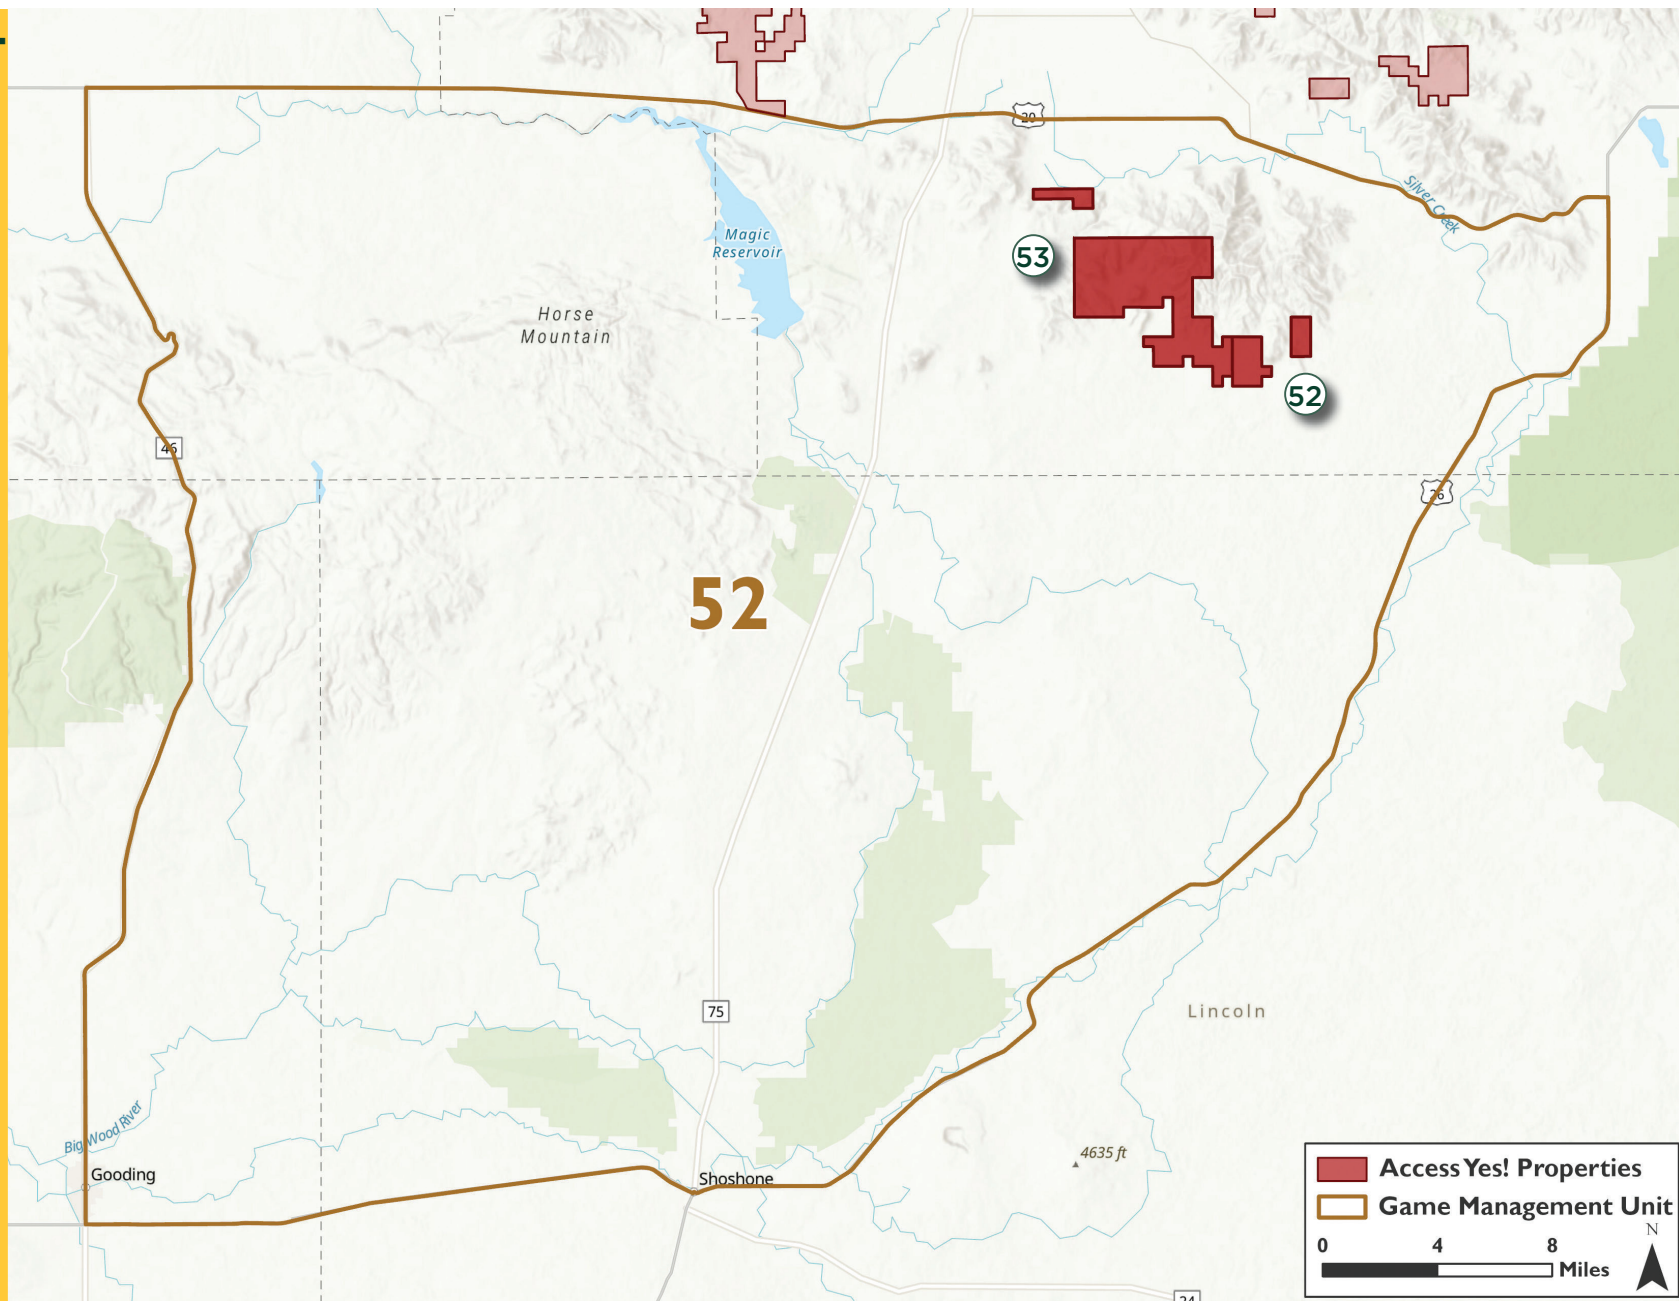 20
Silver Creek
Magic
Reservoir
53
Horse
Mountain
52
46
26
52
75
Lincoln
Big Wood River
4635 ft
Gooding
Shoshone
Access Yes! Properties
Game Management Unit
N
0 4 8
Miles
24